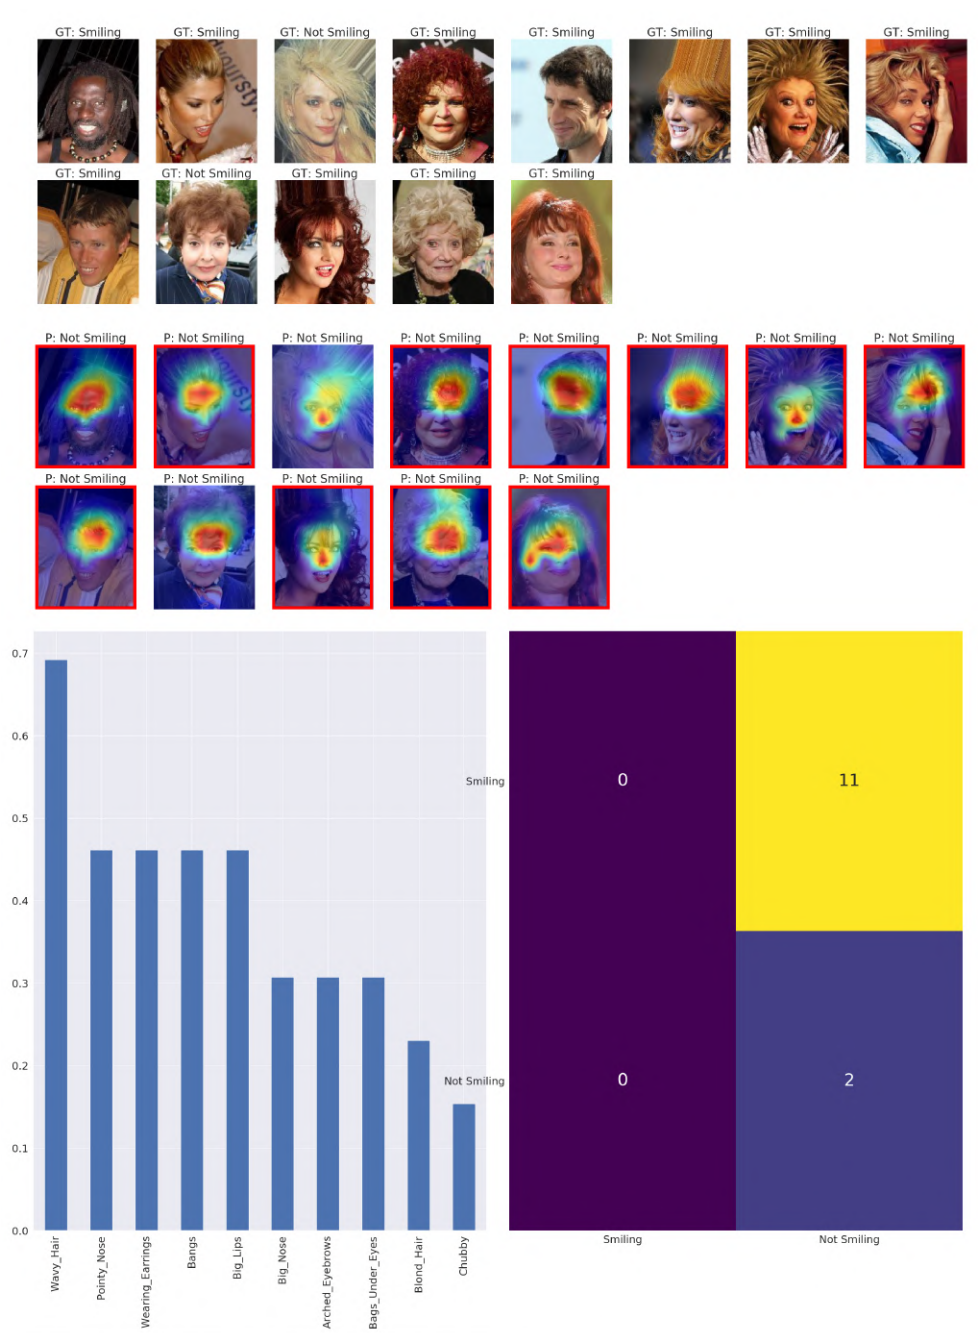 GT: Smiling GT: Smiling GT: Not Smiling GT: Smiling GT: Smiling GT: Smiling GT: Smiling GT: Smiling
GT: Smiling GT: Not Smiling GT: Smiling GT: Smiling GT: Smiling
P: Not Smiling P: Not Smiling P: Not Smiling P: Not Smiling P: Not Smiling P: Not Smiling P: Not Smiling P: Not Smiling
P: Not Smiling P: Not Smiling P: Not Smiling P: Not Smiling P: Not Smiling
0.7
0.6
0.5
0.4
0.3
0.2
0.1
0.0
Wavy_Hair
Pointy_Nose
Wearing_Earrings
Bangs
Big_Lips
Big_Nose
Arched_Eyebrows
Bags_Under_Eyes
Blond_Hair
Chubby
Smiling 0 11
Not Smiling 0 2
Smiling Not Smiling